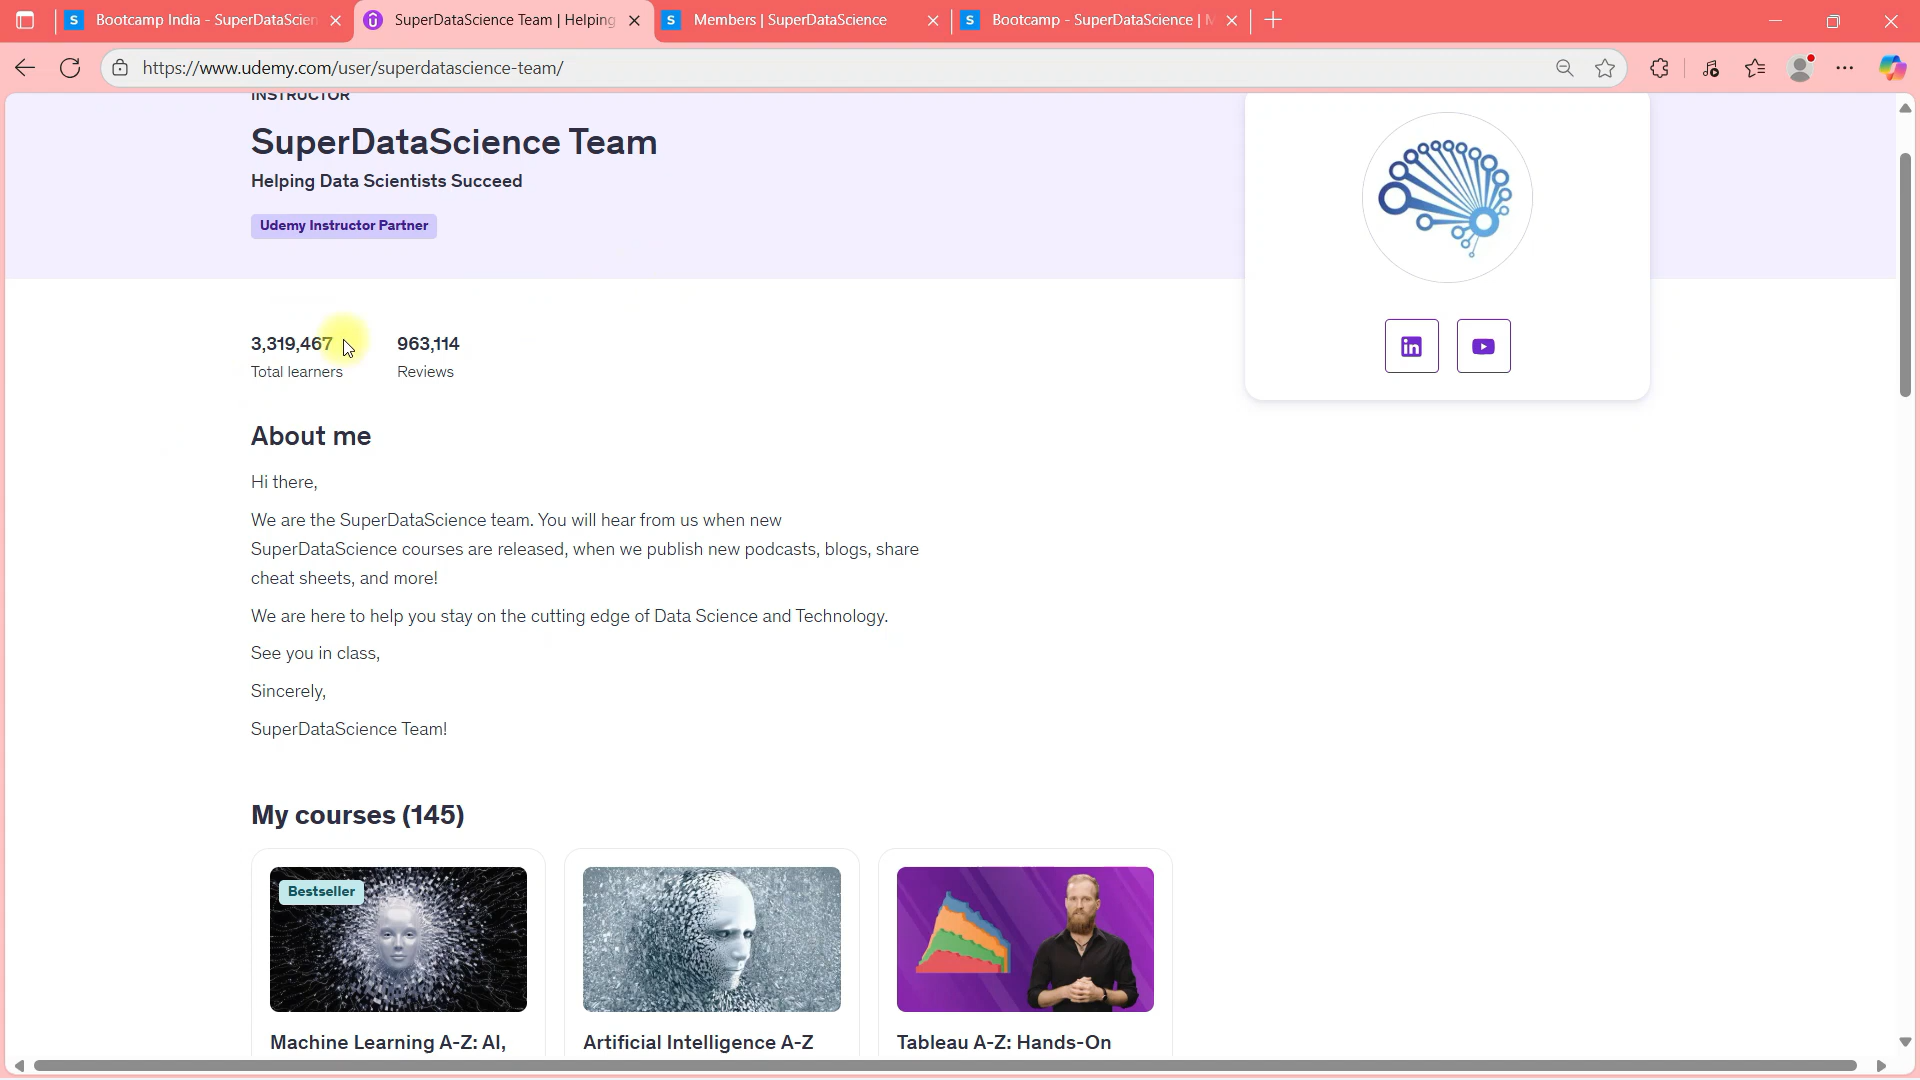 Bootcamp India - SuperDataScien
SuperDataScience Team | Helping
Members | SuperDataScience
Bootcamp - SuperDataScience | M
https://www.udemy.com/user/superdatascience-team/
INSTRUCTOR
SuperDataScience Team
Helping Data Scientists Succeed
Udemy Instructor Partner
3,319,467
963,114
Total learners
Reviews
About me
Hi there,
We are the SuperDataScience team. You will hear from us when new
SuperDataScience courses are released, when we publish new podcasts, blogs, share
cheat sheets, and more!
We are here to help you stay on the cutting edge of Data Science and Technology.
See you in class,
Sincerely,
SuperDataScience Team!
My courses (145)
Bestseller
Machine Learning A-Z: AI,
Artificial Intelligence A-Z
Tableau A-Z: Hands-On